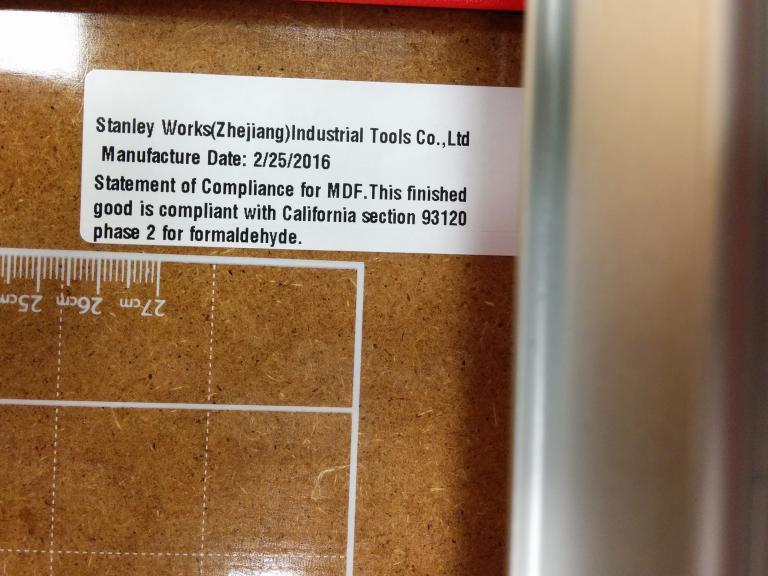 Stanley Works(Zhejiang)Industrial Tools Co.,Ltd
Manufacture Date: 2/25/2016
Statement of Compliance for MDF.This finished
good is compliant with California section 93120
phase 2 for formaldehyde.
25cm 26cm 27cm